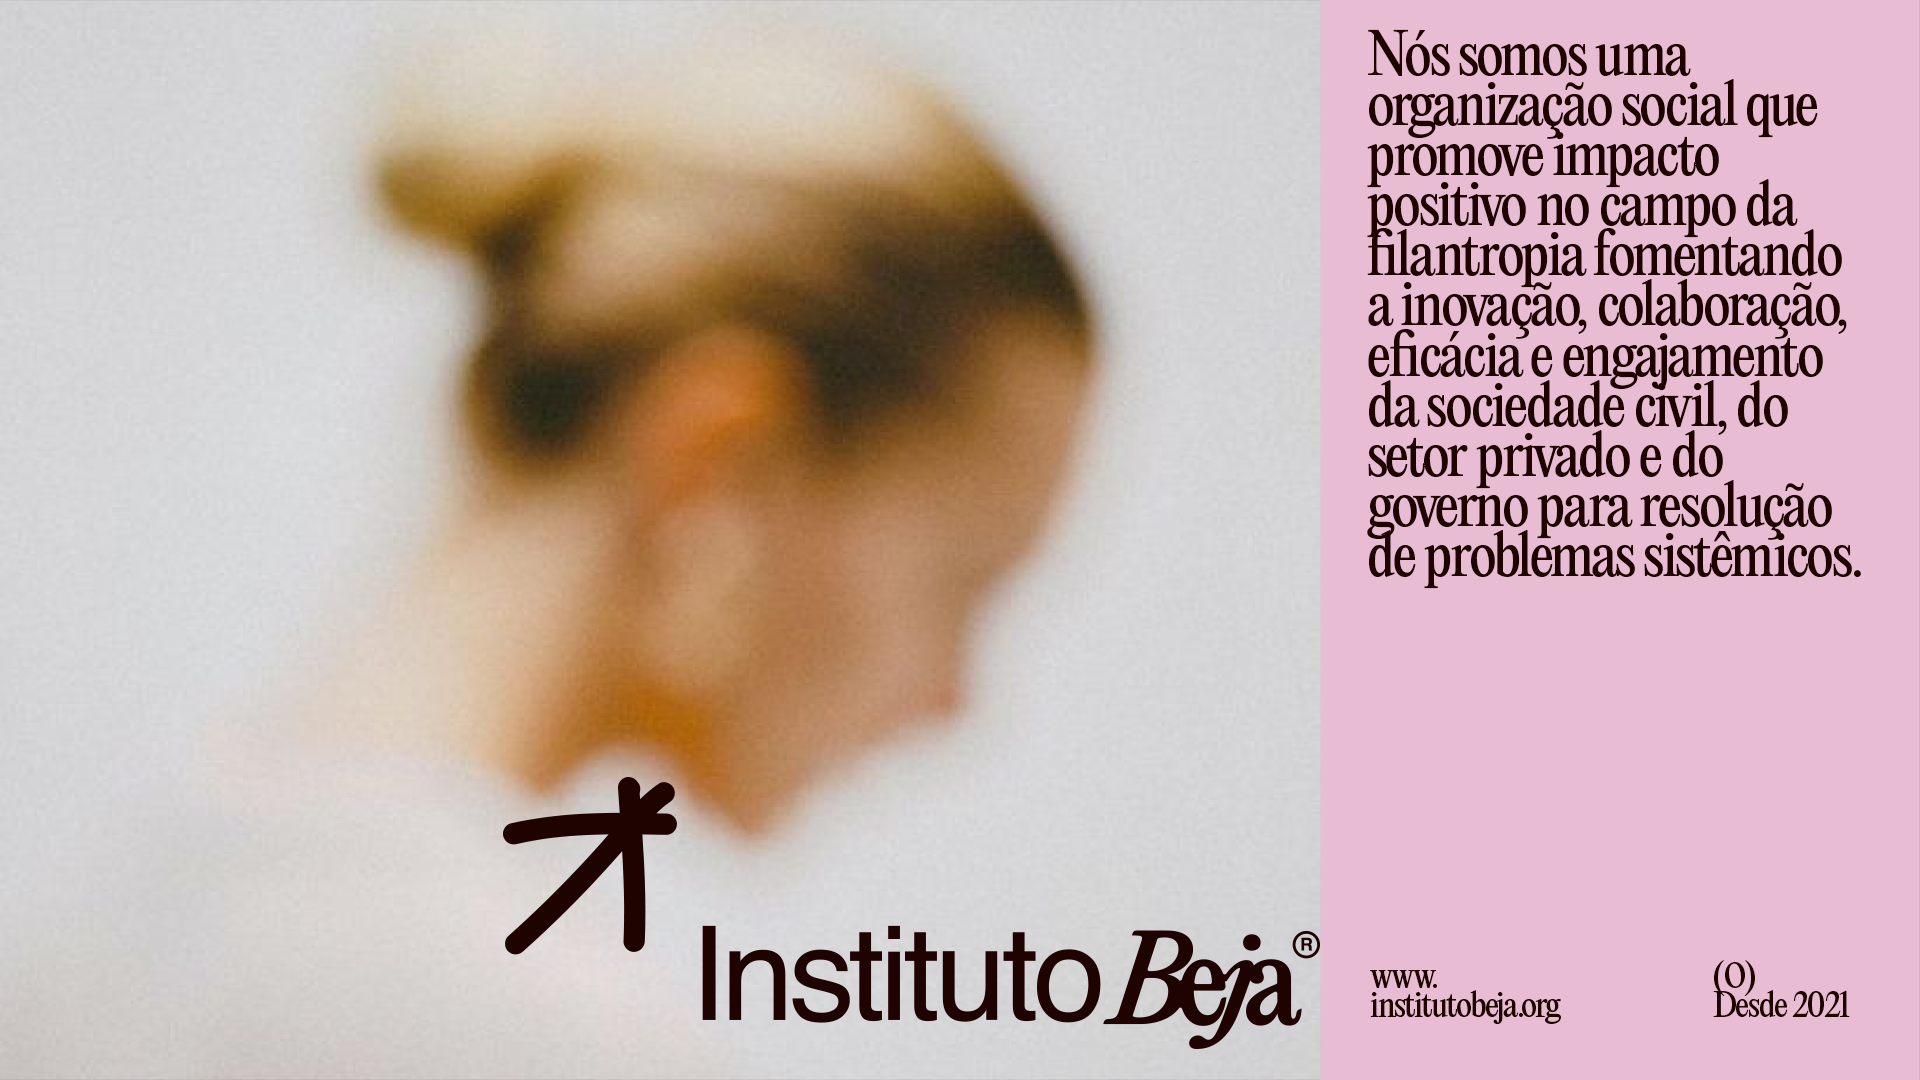 Nós somos uma
organização social que
promove impacto
positivo no campo da
filantropia fomentando
a inovação, colaboração,
eficácia e engajamento
da sociedade civil, do
setor privado e do
governo para resolução
de problemas sistêmicos.
Instituto Beja®
www.
institutobeja.org
(O)
Desde 2021